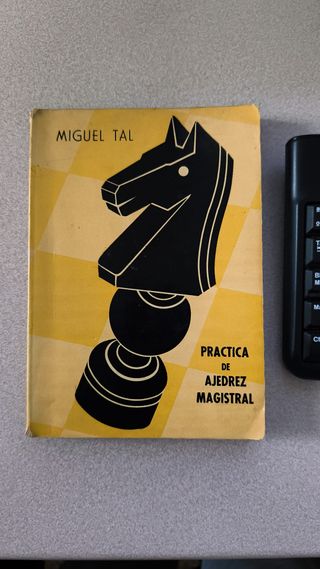 MIGUEL TAL
PRACTICA
DE
AJEDREZ
MAGISTRAL